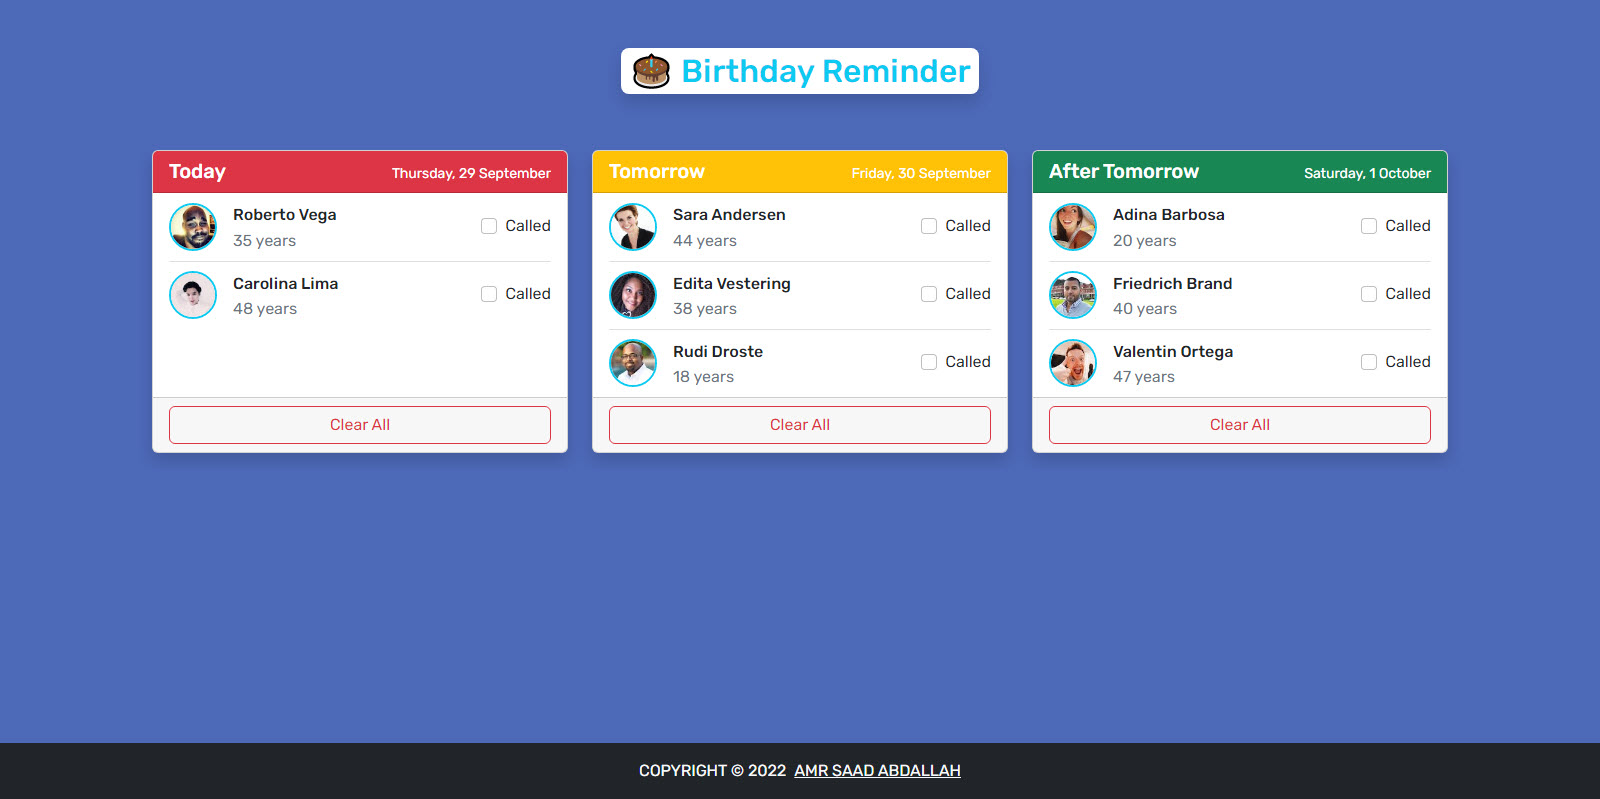 Birthday Reminder
Today
Thursday, 29 September
Roberto Vega
35 years
Called
Carolina Lima
48 years
Called
Clear All
Tomorrow
Friday, 30 September
Sara Andersen
44 years
Called
Edita Vestering
38 years
Called
Rudi Droste
18 years
Called
Clear All
After Tomorrow
Saturday, 1 October
Adina Barbosa
20 years
Called
Friedrich Brand
40 years
Called
Valentin Ortega
47 years
Called
Clear All
COPYRIGHT © 2022 AMR SAAD ABDALLAH